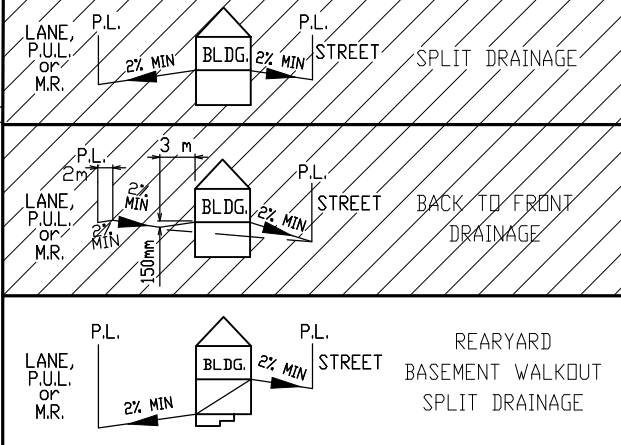 P.L.
LANE,
P.U.L.
or
M.R.
2% MIN
BLDG.
2% MIN
P.L.
STREET
SPLIT DRAINAGE
P.L.
2m
3 m
LANE,
P.U.L.
or
M.R.
2% MIN
2% MIN
150mm
BLDG.
2% MIN
P.L.
STREET
BACK TO FRONT
DRAINAGE
P.L.
LANE,
P.U.L.
or
M.R.
2% MIN
BLDG.
2% MIN
P.L.
STREET
REARYARD
BASEMENT WALKOUT
SPLIT DRAINAGE